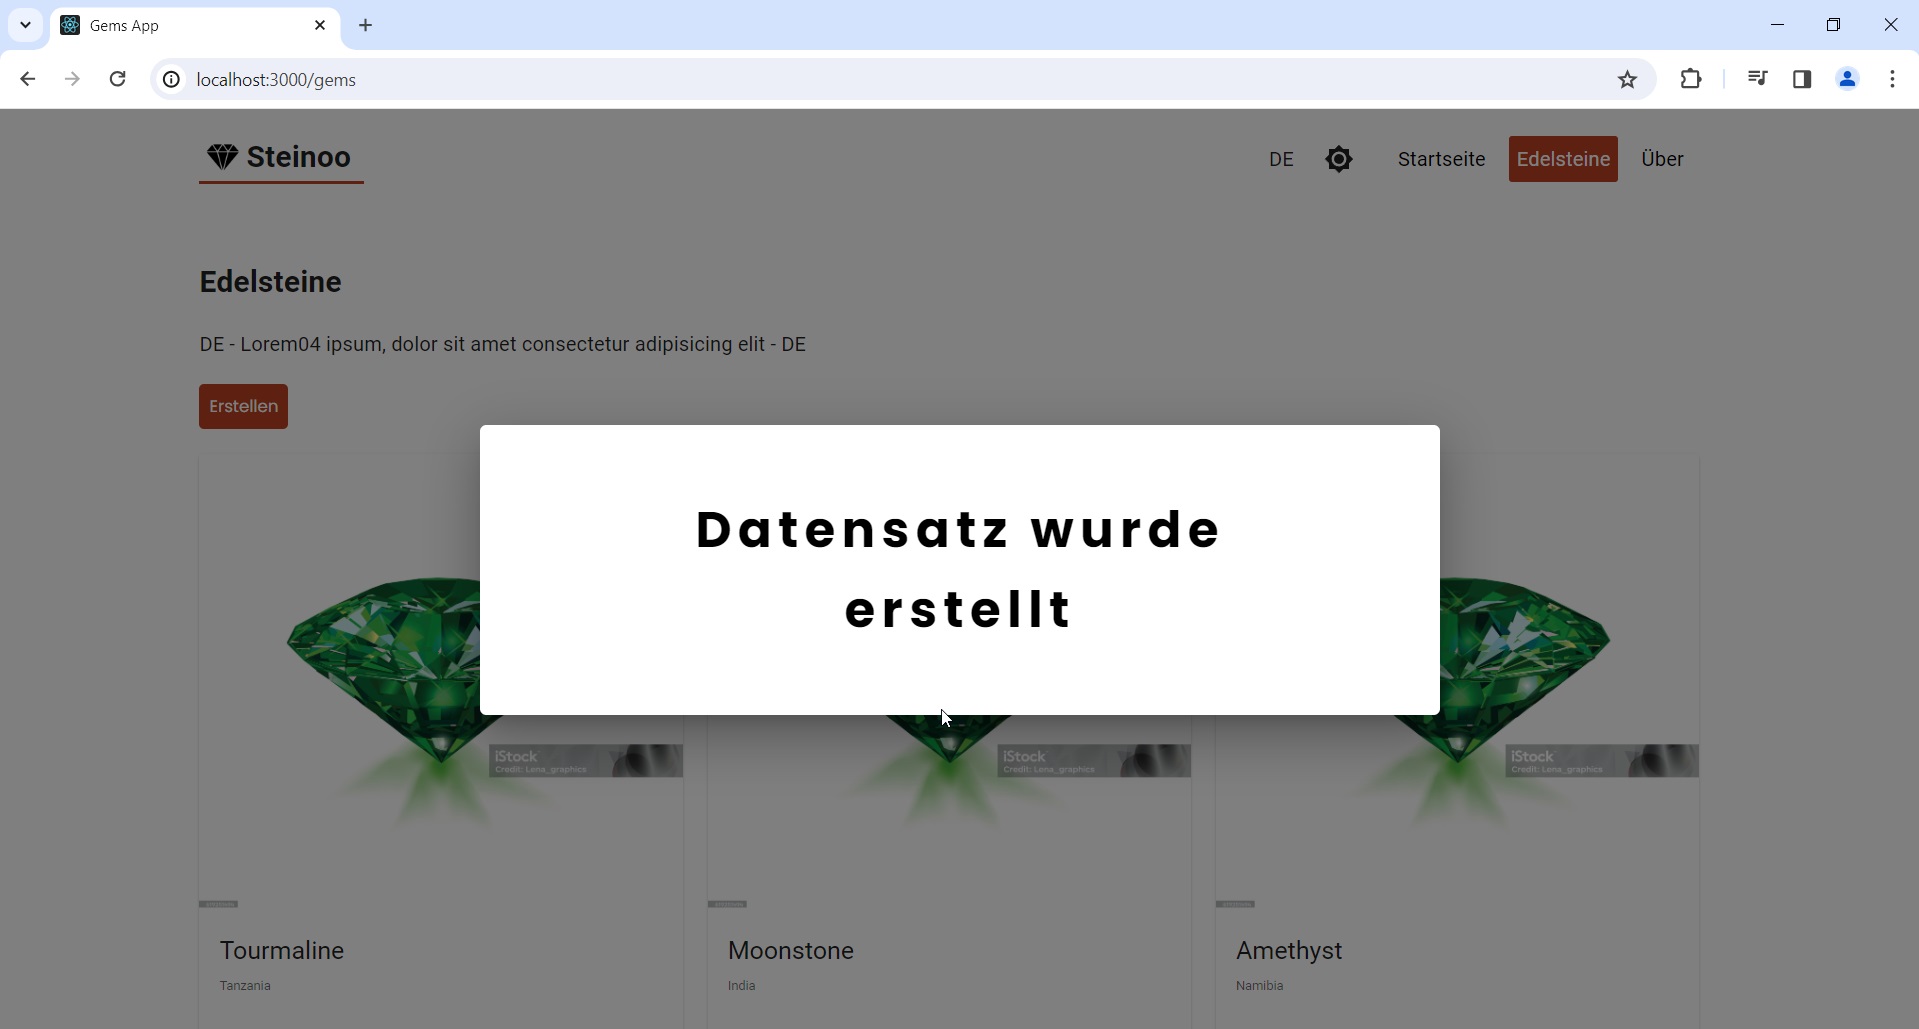 Gems App
localhost:3000/gems
Steinoo
DE
Startseite
Edelsteine
Über
Edelsteine
DE - Lorem04 ipsum, dolor sit amet consectetur adipisicing elit - DE
Erstellen
Datensatz wurde
erstellt
iStock
Credit: Lena_graphics
iStock
Credit: Lena_graphics
iStock
Credit: Lena_graphics
Tourmaline
Moonstone
Amethyst
Tanzania
India
Namibia